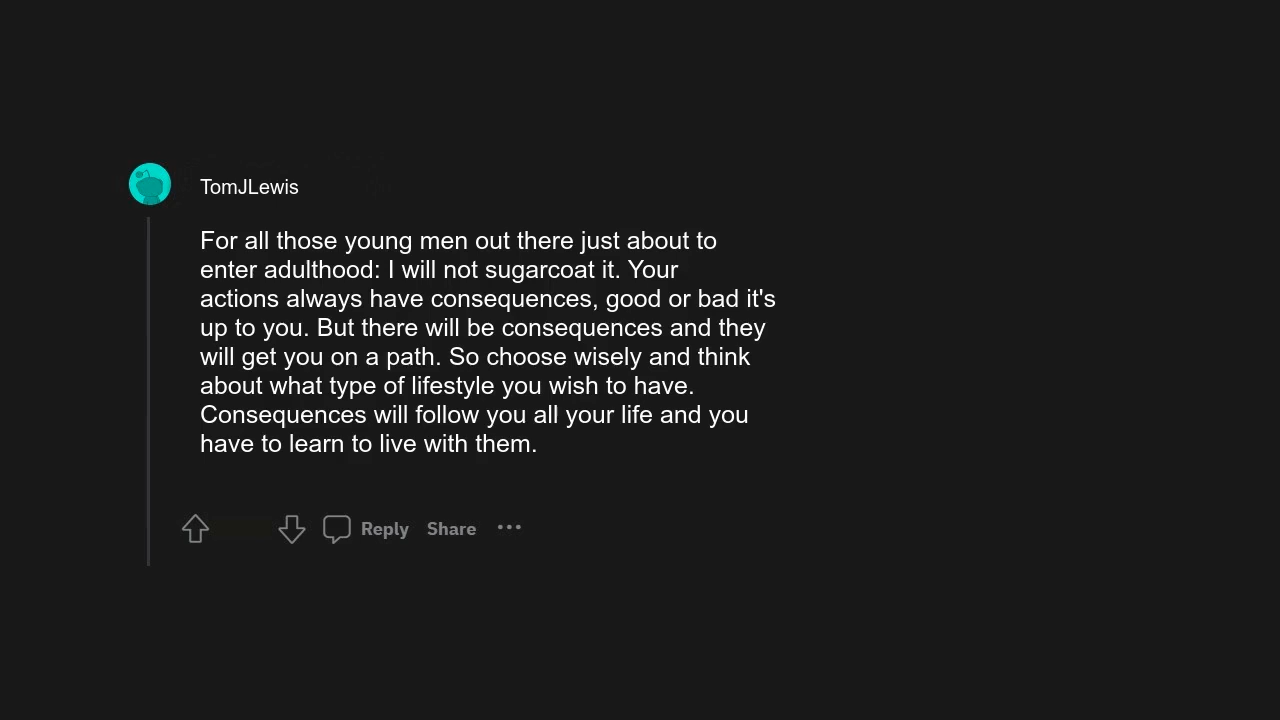 TomJLewis
For all those young men out there just about to
enter adulthood: I will not sugarcoat it. Your
actions always have consequences, good or bad it's
up to you. But there will be consequences and they
will get you on a path. So choose wisely and think
about what type of lifestyle you wish to have.
Consequences will follow you all your life and you
have to learn to live with them.
Reply Share